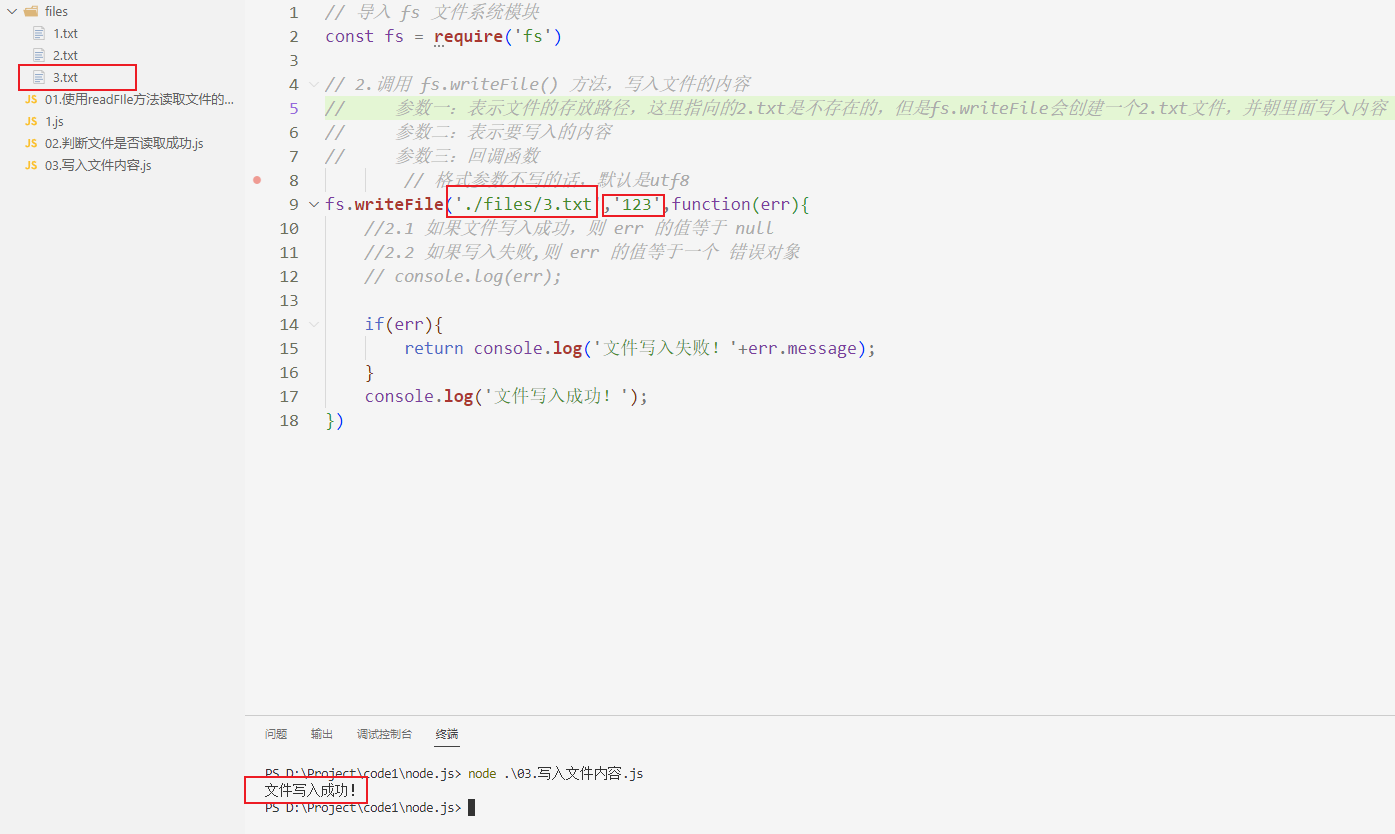 files
1.txt
2.txt
3.txt
JS 01.使用readFIle方法读取文件的...
JS 1.js
JS 02.判断文件是否读取成功.js
JS 03.写入文件内容.js
1 // 导入 fs 文件系统模块
2 const fs = require('fs')
3
4 // 2.调用 fs.writeFile() 方法，写入文件的内容
5 // 参数一：表示文件的存放路径，这里指向的2.txt是不存在的，但是fs.writeFile会创建一个2.txt文件，并朝里面写入内容
6 // 参数二：表示要写入的内容
7 // 参数三：回调函数
8 // 格式参数不写的话，默认是utf8
9 fs.writeFile('./files/3.txt','123',function(err){
10 //2.1 如果文件写入成功，则 err 的值等于 null
11 //2.2 如果写入失败,则 err 的值等于一个 错误对象
12 // console.log(err);
13
14 if(err){
15 return console.log('文件写入失败！'+err.message);
16 }
17 console.log('文件写入成功！');
18 })
问题 输出 调试控制台 终端
PS D:\Project\code1\node.js> node .\03.写入文件内容.js
文件写入成功！
PS D:\Project\code1\node.js>